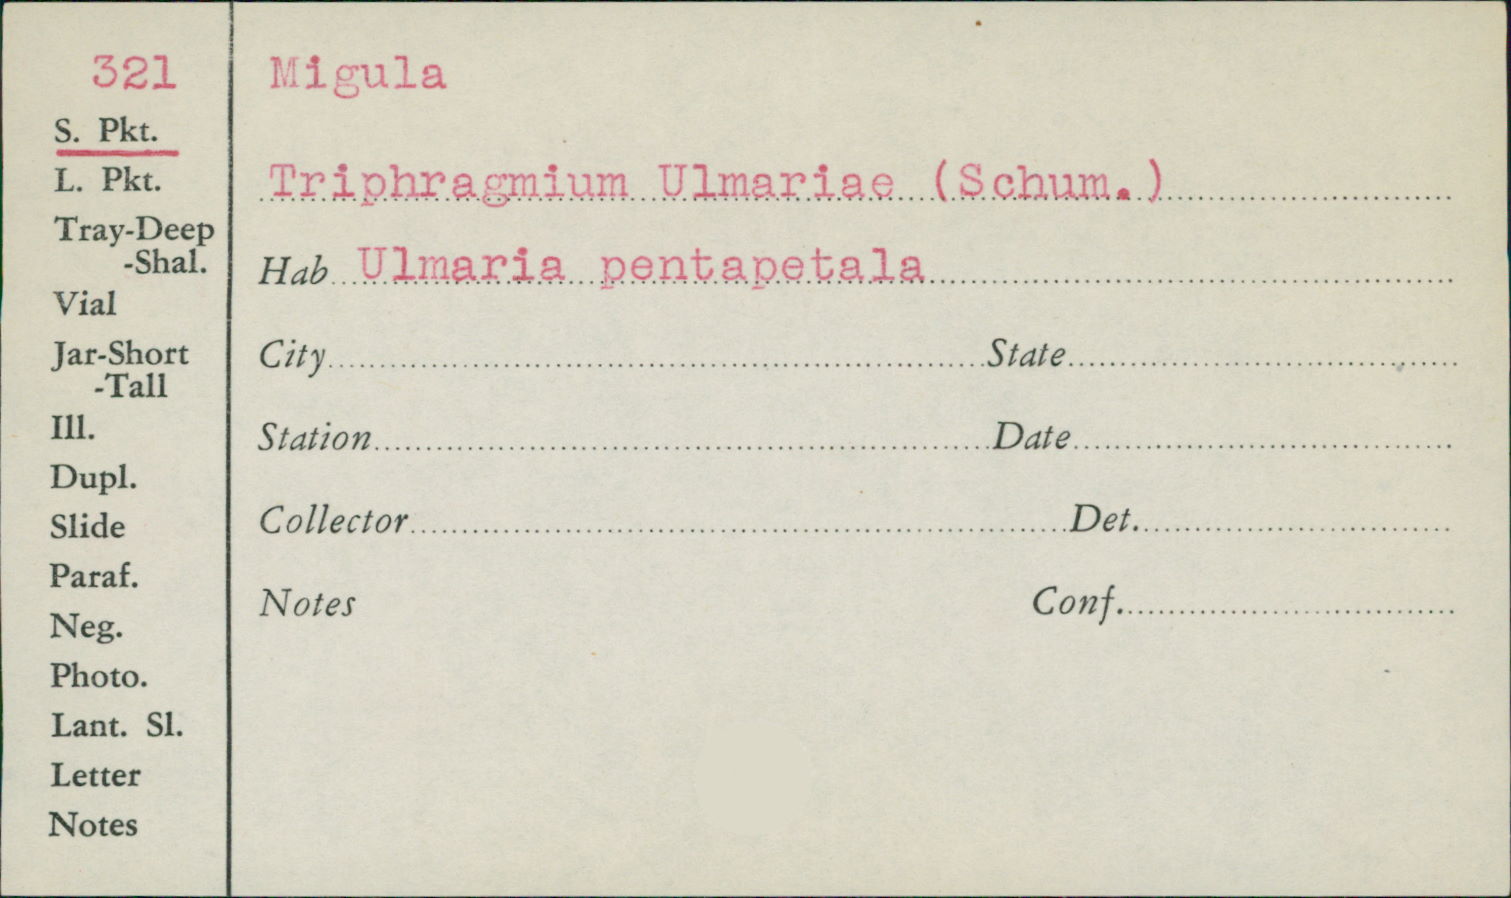 321
S. Pkt.
L. Pkt.
Tray-Deep
-Shal.
Vial
Jar-Short
-Tall
Ill.
Dupl.
Slide
Paraf.
Neg.
Photo.
Lant. Sl.
Letter
Notes
Migula
Triphragmium Ulmariae (Schum.)
Hab Ulmaria pentapetala
City State
Station Date
Collector Det.
Notes Conf.